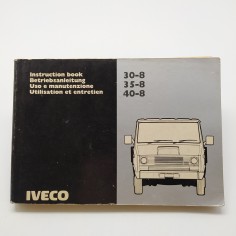 Instruction book
Betriebsanleitung
Uso e manutenzione
Utilisation et entretien
30-8
35-8
40-8
IVECO